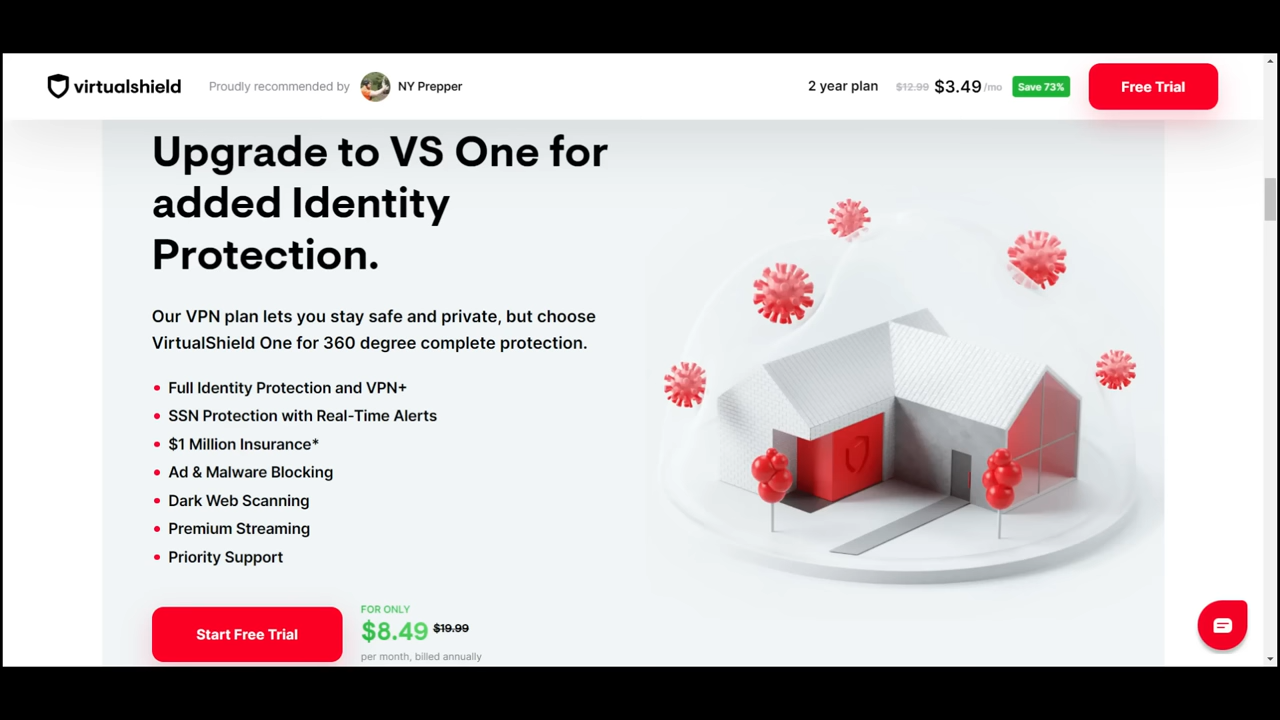 virtualshield
Proudly recommended by NY Prepper
2 year plan $12.99 $3.49 /mo Save 73% Free Trial
Upgrade to VS One for
added Identity
Protection.
Our VPN plan lets you stay safe and private, but choose
VirtualShield One for 360 degree complete protection.
Full Identity Protection and VPN+
SSN Protection with Real-Time Alerts
$1 Million Insurance*
Ad & Malware Blocking
Dark Web Scanning
Premium Streaming
Priority Support
Start Free Trial
FOR ONLY
$8.49 $19.99
per month, billed annually